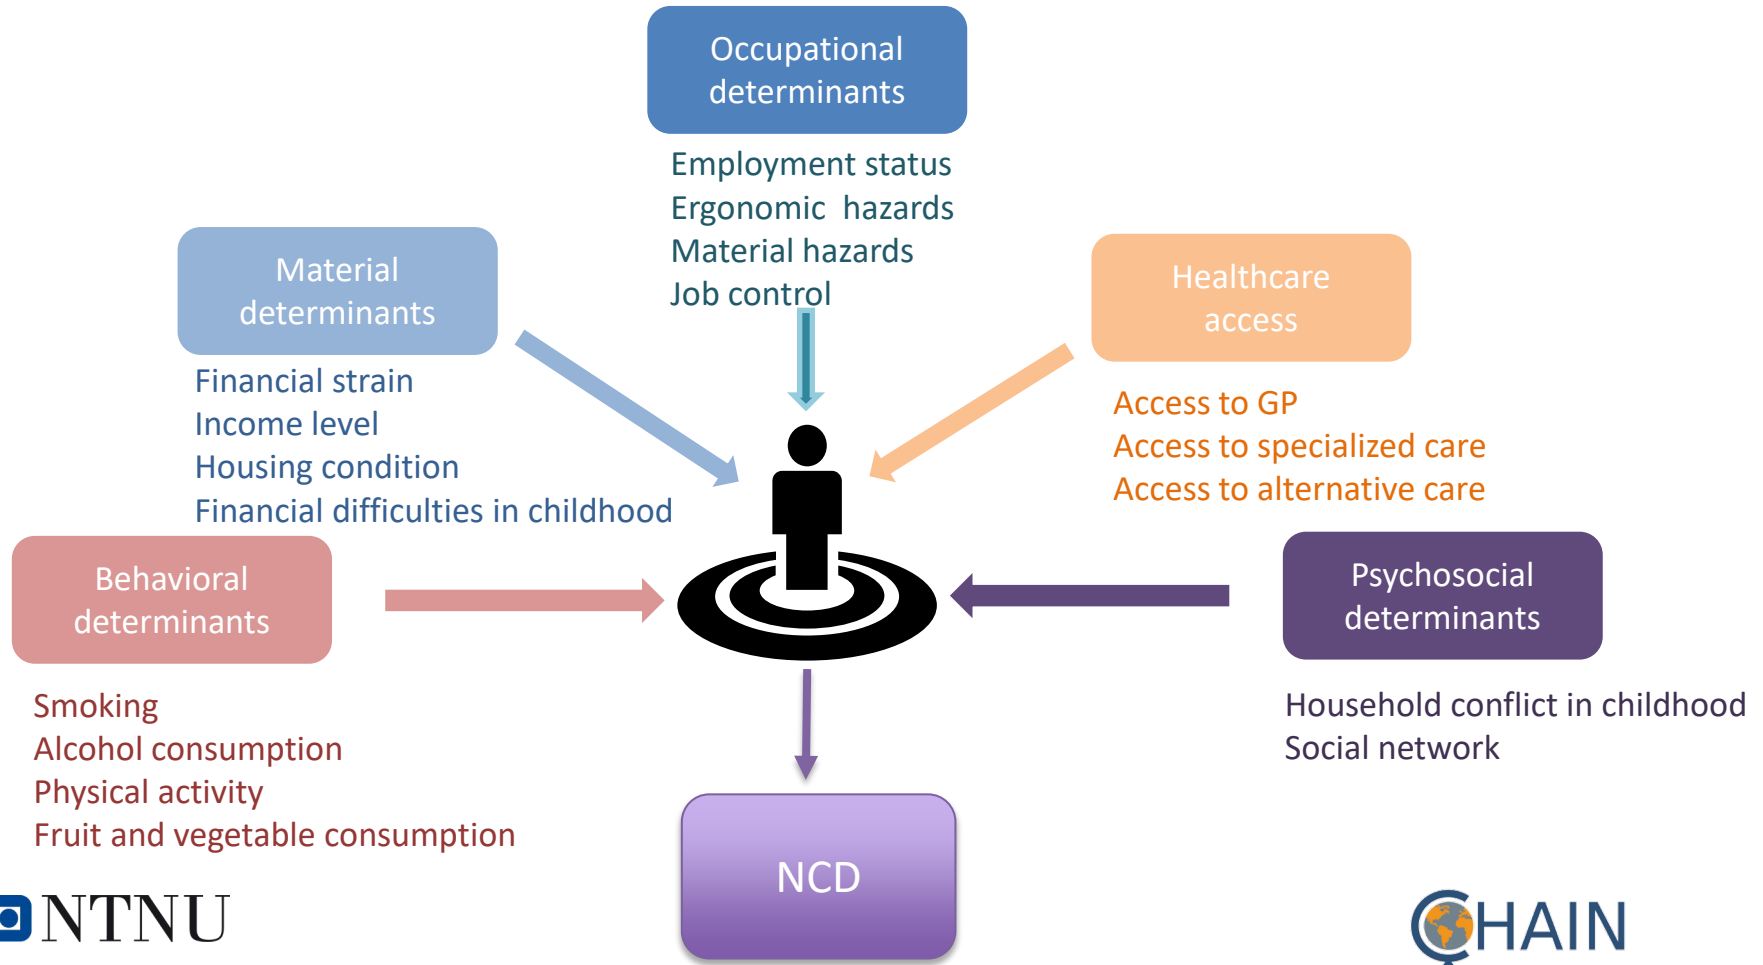 Occupational
determinants
Employment status
Ergonomic  hazards
Material hazards
Job control
Material
determinants
Financial strain
Income level
Housing condition
Financial difficulties in childhood
Healthcare
access
Access to GP
Access to specialized care
Access to alternative care
Behavioral
determinants
Smoking
Alcohol consumption
Physical activity
Fruit and vegetable consumption
Psychosocial
determinants
Household conflict in childhood
Social network
NCD
NTNU
CHAIN